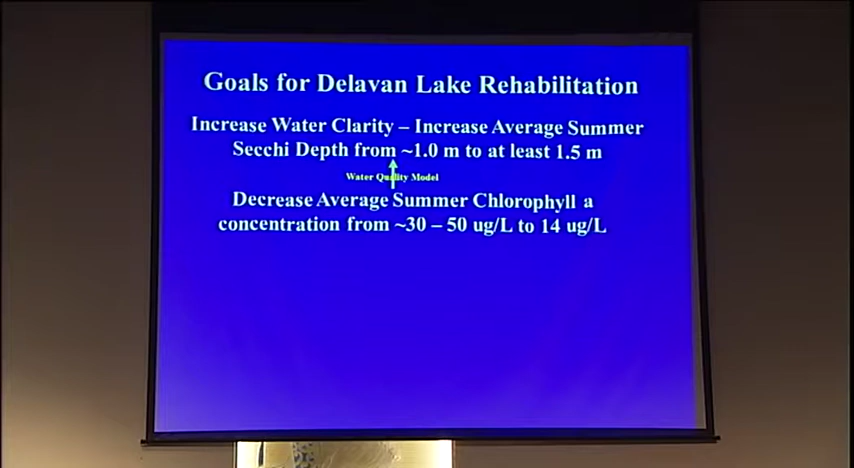 Goals for Delavan Lake Rehabilitation
Increase Water Clarity – Increase Average Summer
Secchi Depth from ~1.0 m to at least 1.5 m
Water Quality Model
Decrease Average Summer Chlorophyll a
concentration from ~30 – 50 ug/L to 14 ug/L